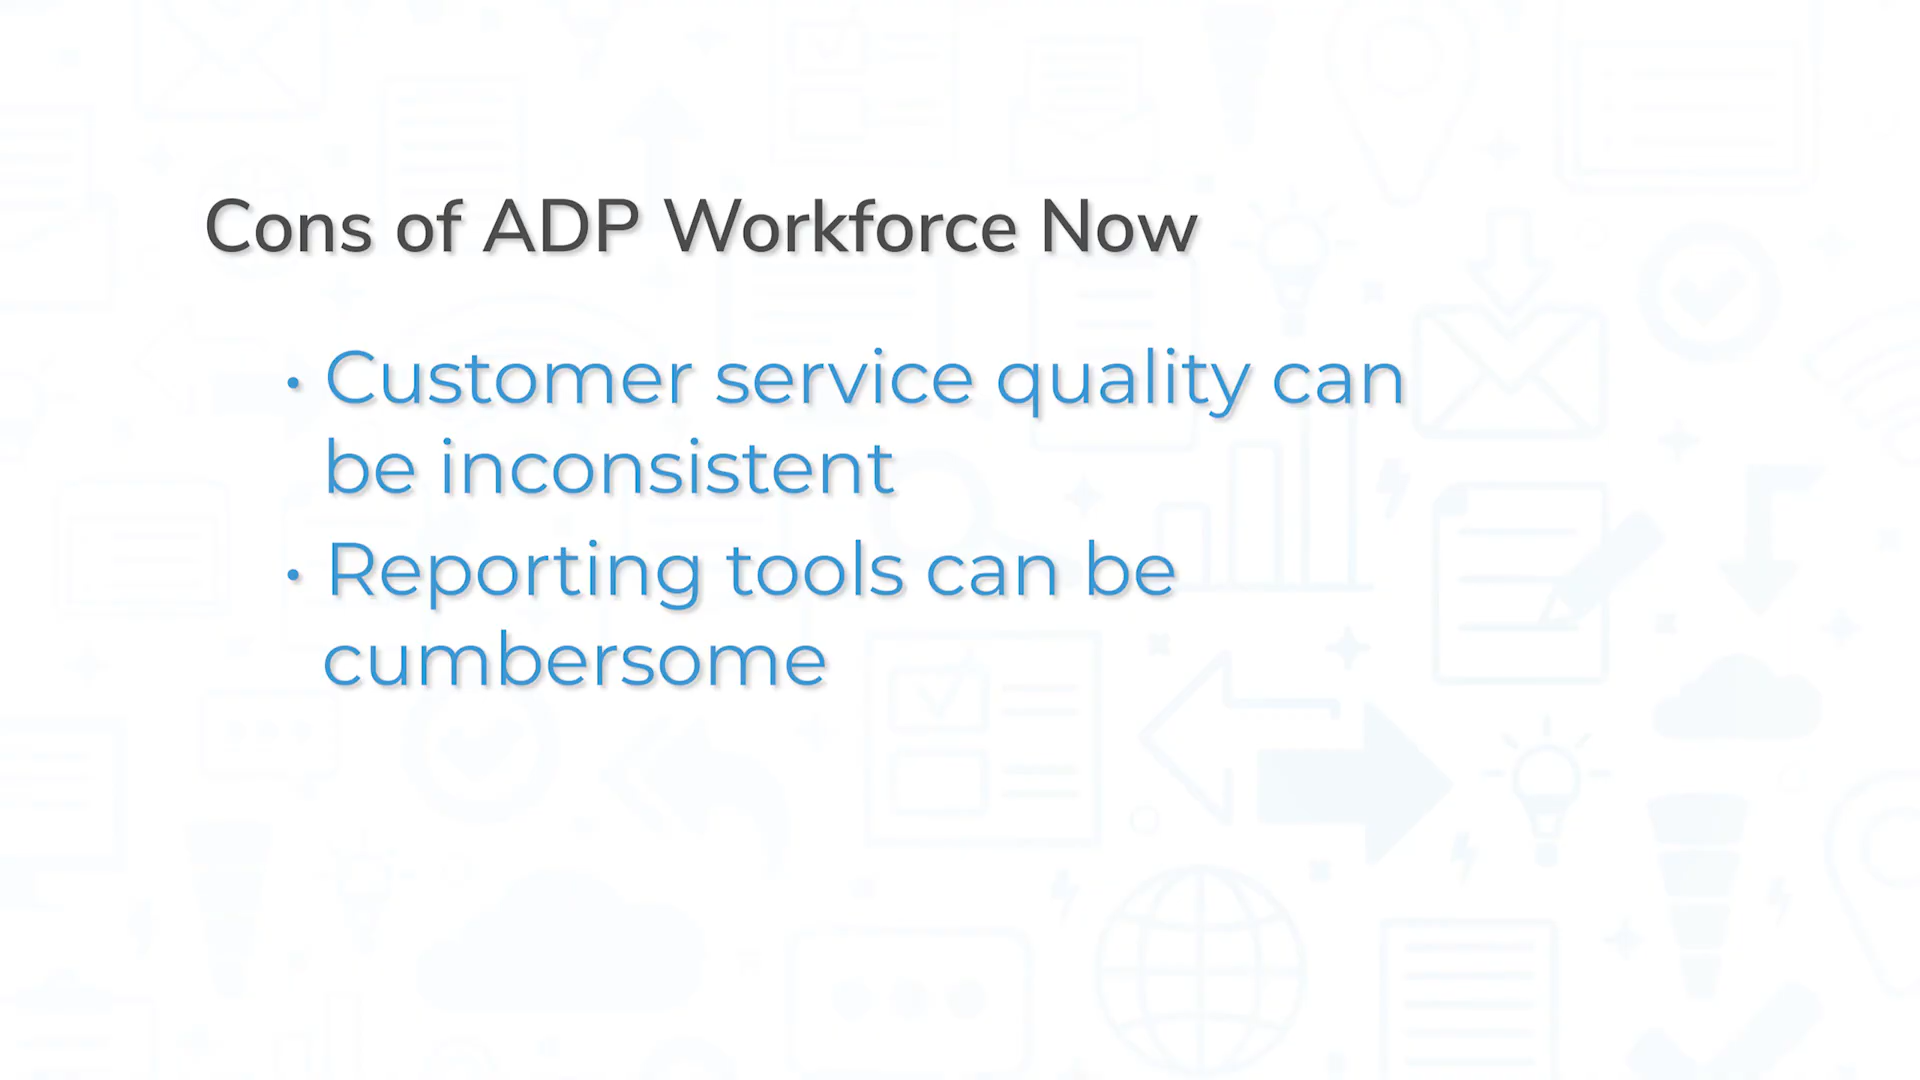 Cons of ADP Workforce Now
• Customer service quality can
be inconsistent
• Reporting tools can be
cumbersome